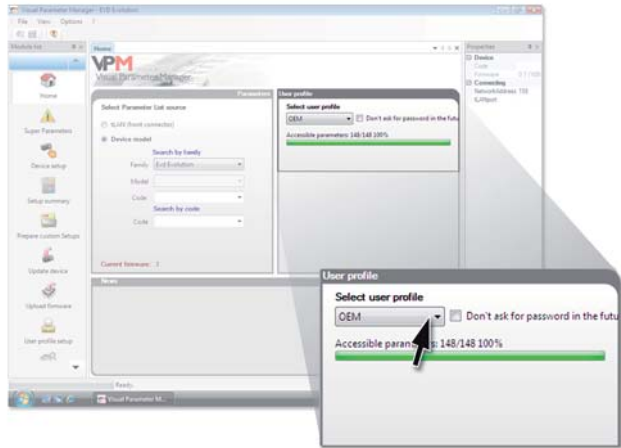 Visual Parameter Manager - EVD Evolution
File View Options ?
Module list
Home
Super Parameters
Device setup
Setup summary
Prepare custom Setups
Update device
Upload firmware
User profile setup
Home
VPM
Visual Parameter Manager
Parameters
Select Parameter List source
tLAN (front connector)
Device model
Search by family
Family Evd Evolution
Model
Code
Search by code
Code
Current firmware:
News
User profile
Select user profile
OEM Don't ask for password in the futu
Accessible parameters: 148/148 100%
Properties
Device
Code
Firmware
Connecting
NetworkAddress 198
tLANport
User profile
Select user profile
OEM Don't ask for password in the futu
Accessible param s: 148/148 100%
Ready.
Visual Parameter M...